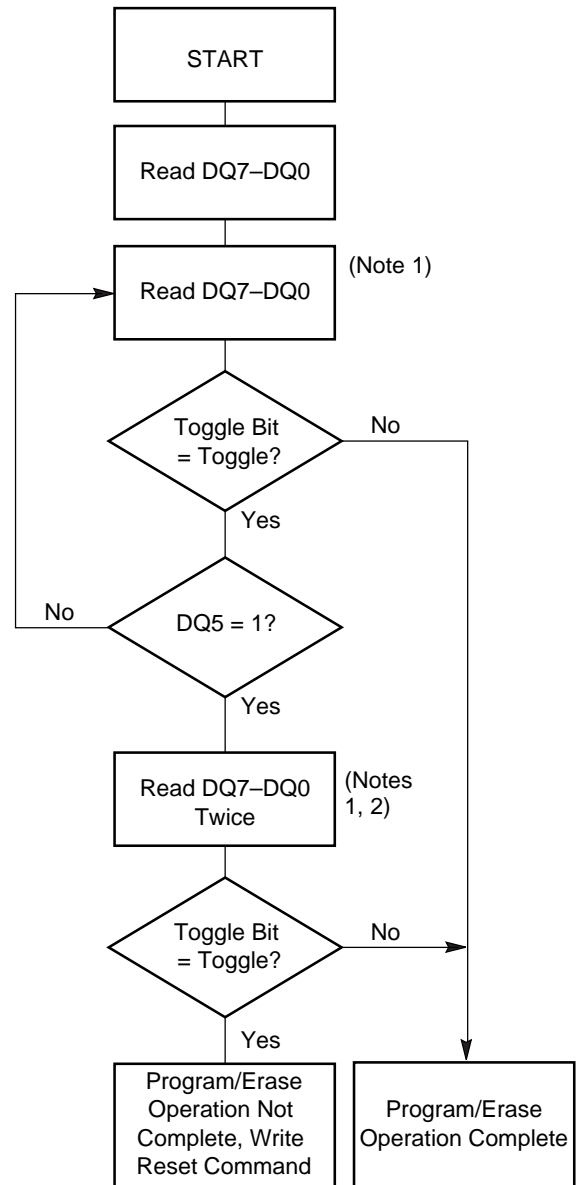 START
Read DQ7–DQ0
Read DQ7–DQ0
(Note 1)
Toggle Bit
= Toggle?
No
Yes
No
DQ5 = 1?
Yes
Read DQ7–DQ0
Twice
(Notes
1, 2)
Toggle Bit
= Toggle?
No
Yes
Program/Erase
Operation Not
Complete, Write
Reset Command
Program/Erase
Operation Complete